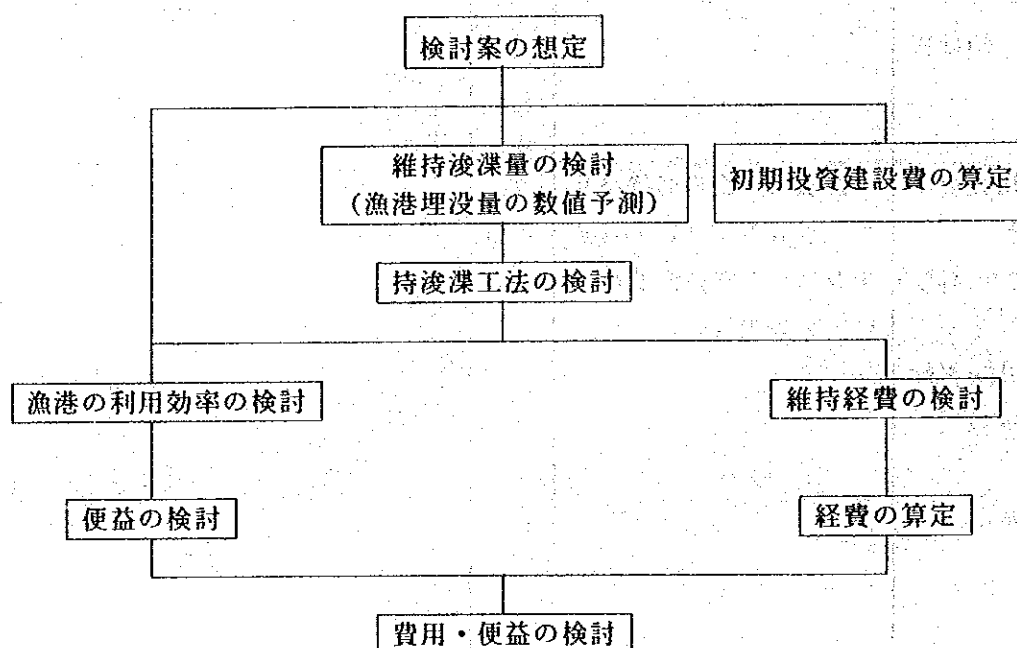 検討案の想定
維持浚渫量の検討
(漁港埋没量の数値予測)
初期投資建設費の算定
持浚渫工法の検討
漁港の利用効率の検討
維持経費の検討
便益の検討
経費の算定
費用・便益の検討